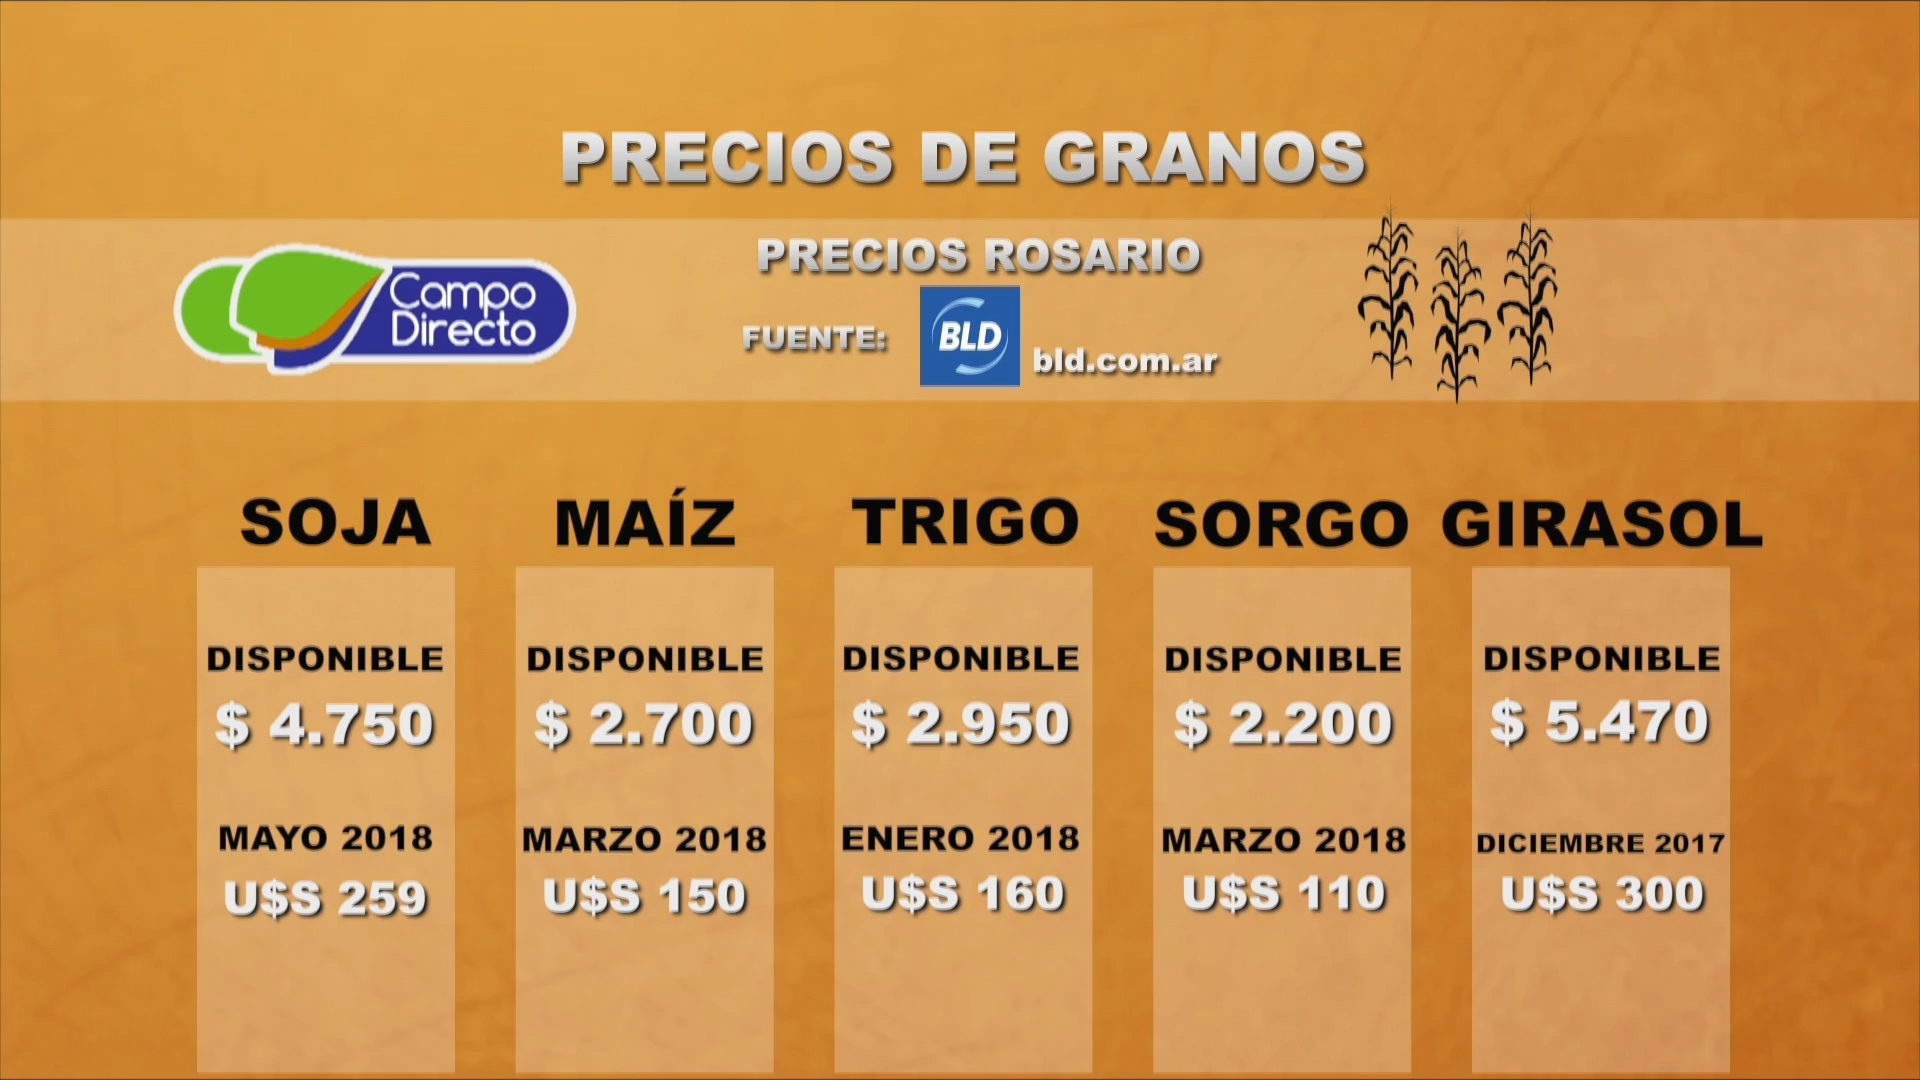 PRECIOS DE GRANOS
Campo
Directo
PRECIOS ROSARIO
FUENTE: BLD bld.com.ar
SOJA MAÍZ TRIGO SORGO GIRASOL
DISPONIBLE DISPONIBLE DISPONIBLE DISPONIBLE DISPONIBLE
$ 4.750 $ 2.700 $ 2.950 $ 2.200 $ 5.470
MAYO 2018 MARZO 2018 ENERO 2018 MARZO 2018 DICIEMBRE 2017
U$S 259 U$S 150 U$S 160 U$S 110 U$S 300